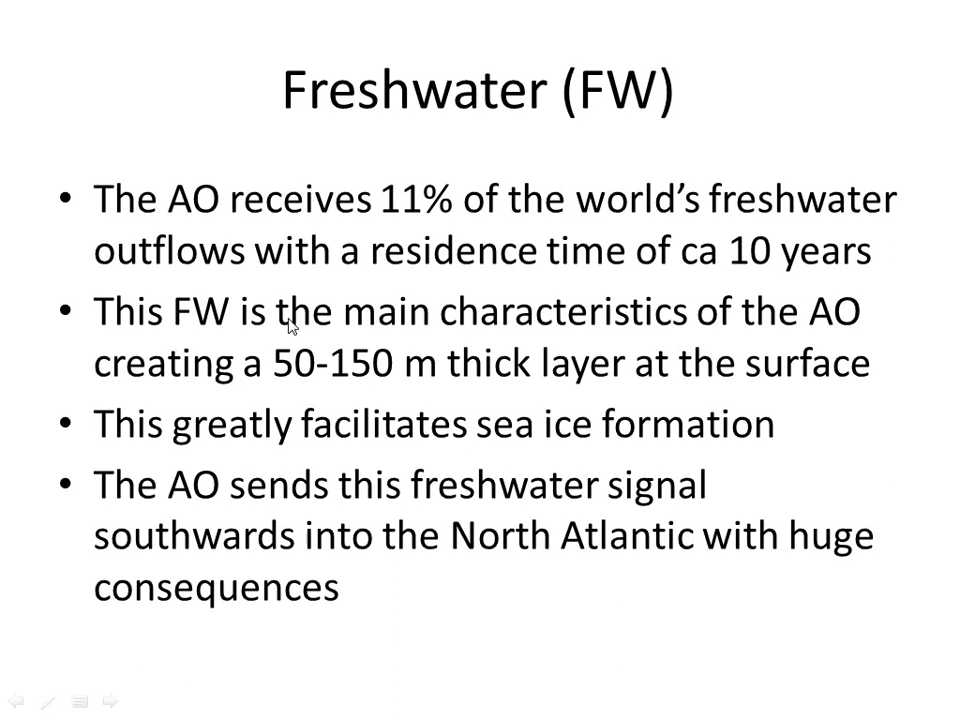 Freshwater (FW)
• The AO receives 11% of the world’s freshwater
outflows with a residence time of ca 10 years
• This FW is the main characteristics of the AO
creating a 50-150 m thick layer at the surface
• This greatly facilitates sea ice formation
• The AO sends this freshwater signal
southwards into the North Atlantic with huge
consequences